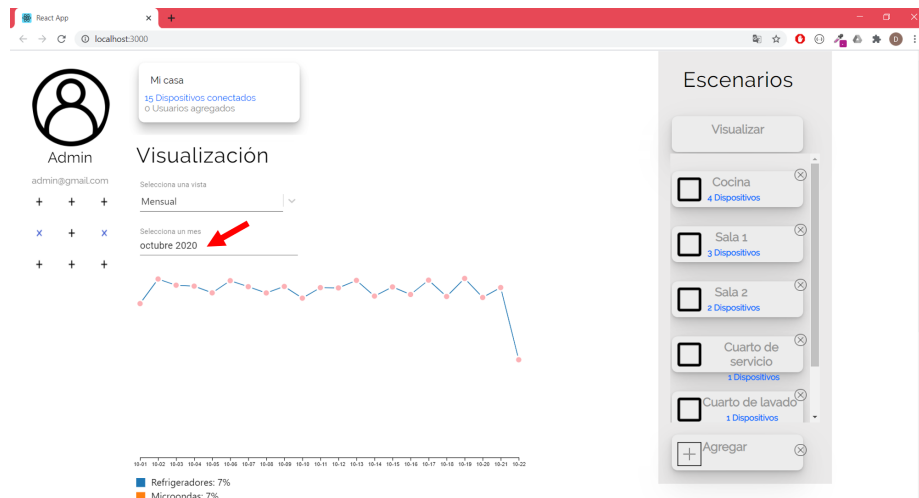 React App
localhost:3000
D
Admin
admin@gmail.com
Mi casa
15 Dispositivos conectados
0 Usuarios agregados
Visualización
Selecciona una vista
Mensual
Selecciona un mes
octubre 2020
10-01 10-02 10-03 10-04 10-05 10-06 10-07 10-08 10-09 10-10 10-11 10-12 10-13 10-14 10-15 10-16 10-17 10-18 10-19 10-20 10-21 10-22
Refrigeradores: 7%
Microondas: 7%
Escenarios
Visualizar
Cocina
4 Dispositivos
Sala 1
3 Dispositivos
Sala 2
2 Dispositivos
Cuarto de
servicio
1 Dispositivos
Cuarto de lavado
1 Dispositivos
Agregar